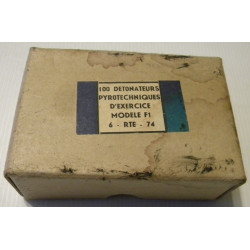 100 DETONATEURS
PYROTECHNIQUES
D'EXERCICE
MODELE F1
6 - RTE - 74